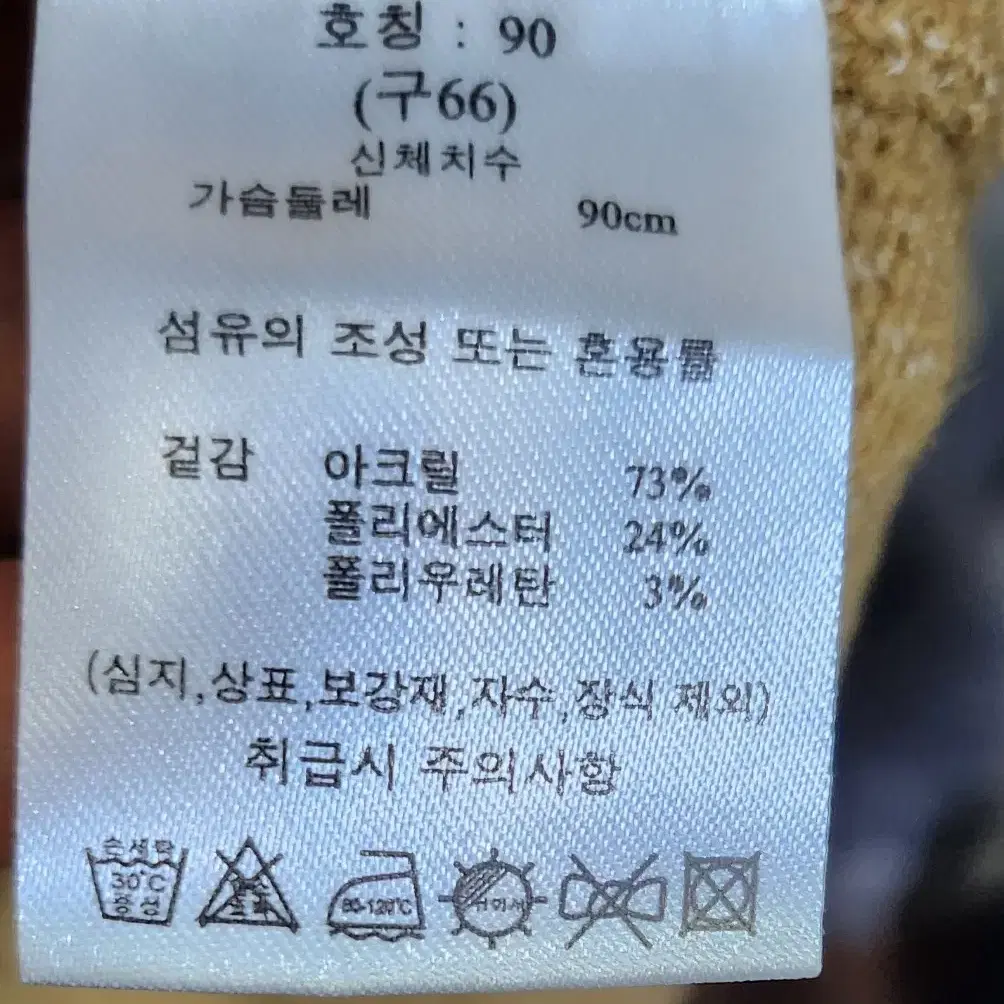 호칭 : 90
(구66)
신체치수
가슴둘레 90cm
섬유의 조성 또는 혼용률
겉감 아크릴 73%
폴리에스터 24%
폴리우레탄 3%
(심지,상표,보강재,자수,장식 제외)
취급시 주의사항
손세탁
30℃
중성
80-120℃
뉘어서